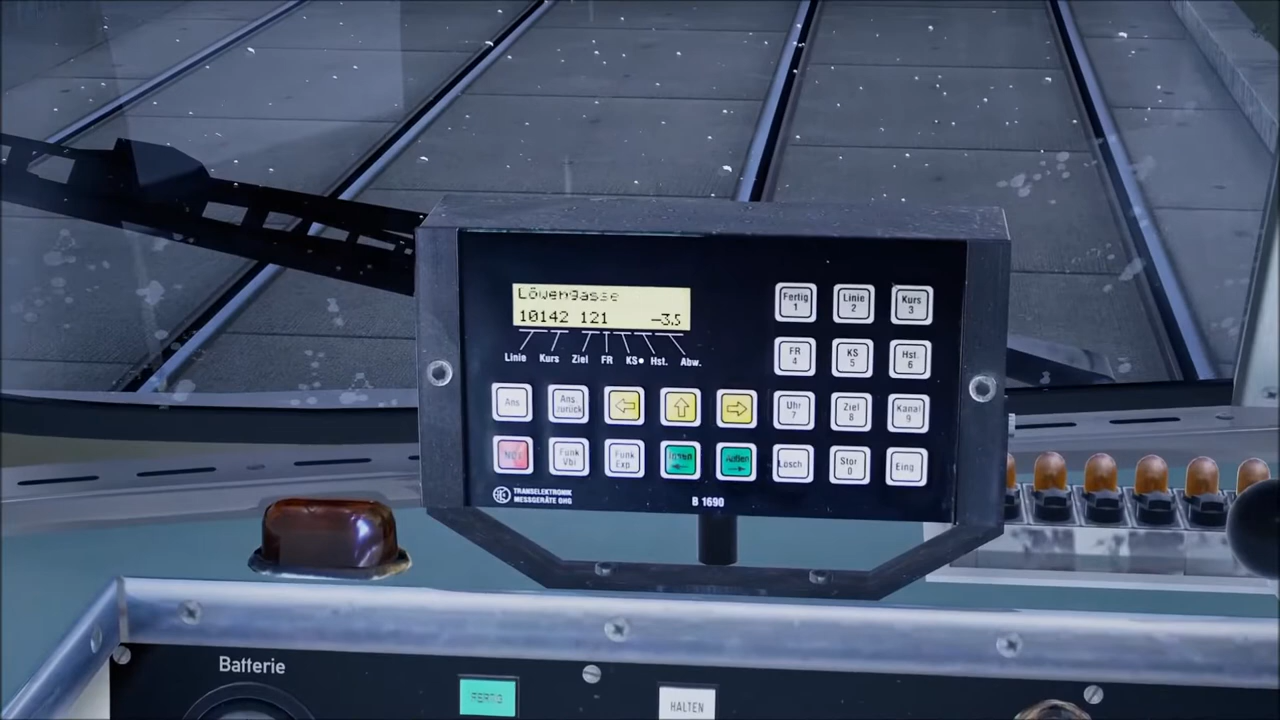 Löwengasse
10142 121 –3.5
Linie Kurs Ziel FR KS• Hst. Abw.
Fertig 1 Linie 2 Kurs 3
FR 4 KS 5 Hst. 6
Ans Ans. zurück Uhr 7 Ziel 8 Kanal 9
NOT Funk Vbi Funk Exp Innen Außen Lösch Stor 0 Eing
TRANSELEKTRONIK
MESSGERÄTE OHG
B 1690
Batterie
FERTIG
HALTEN